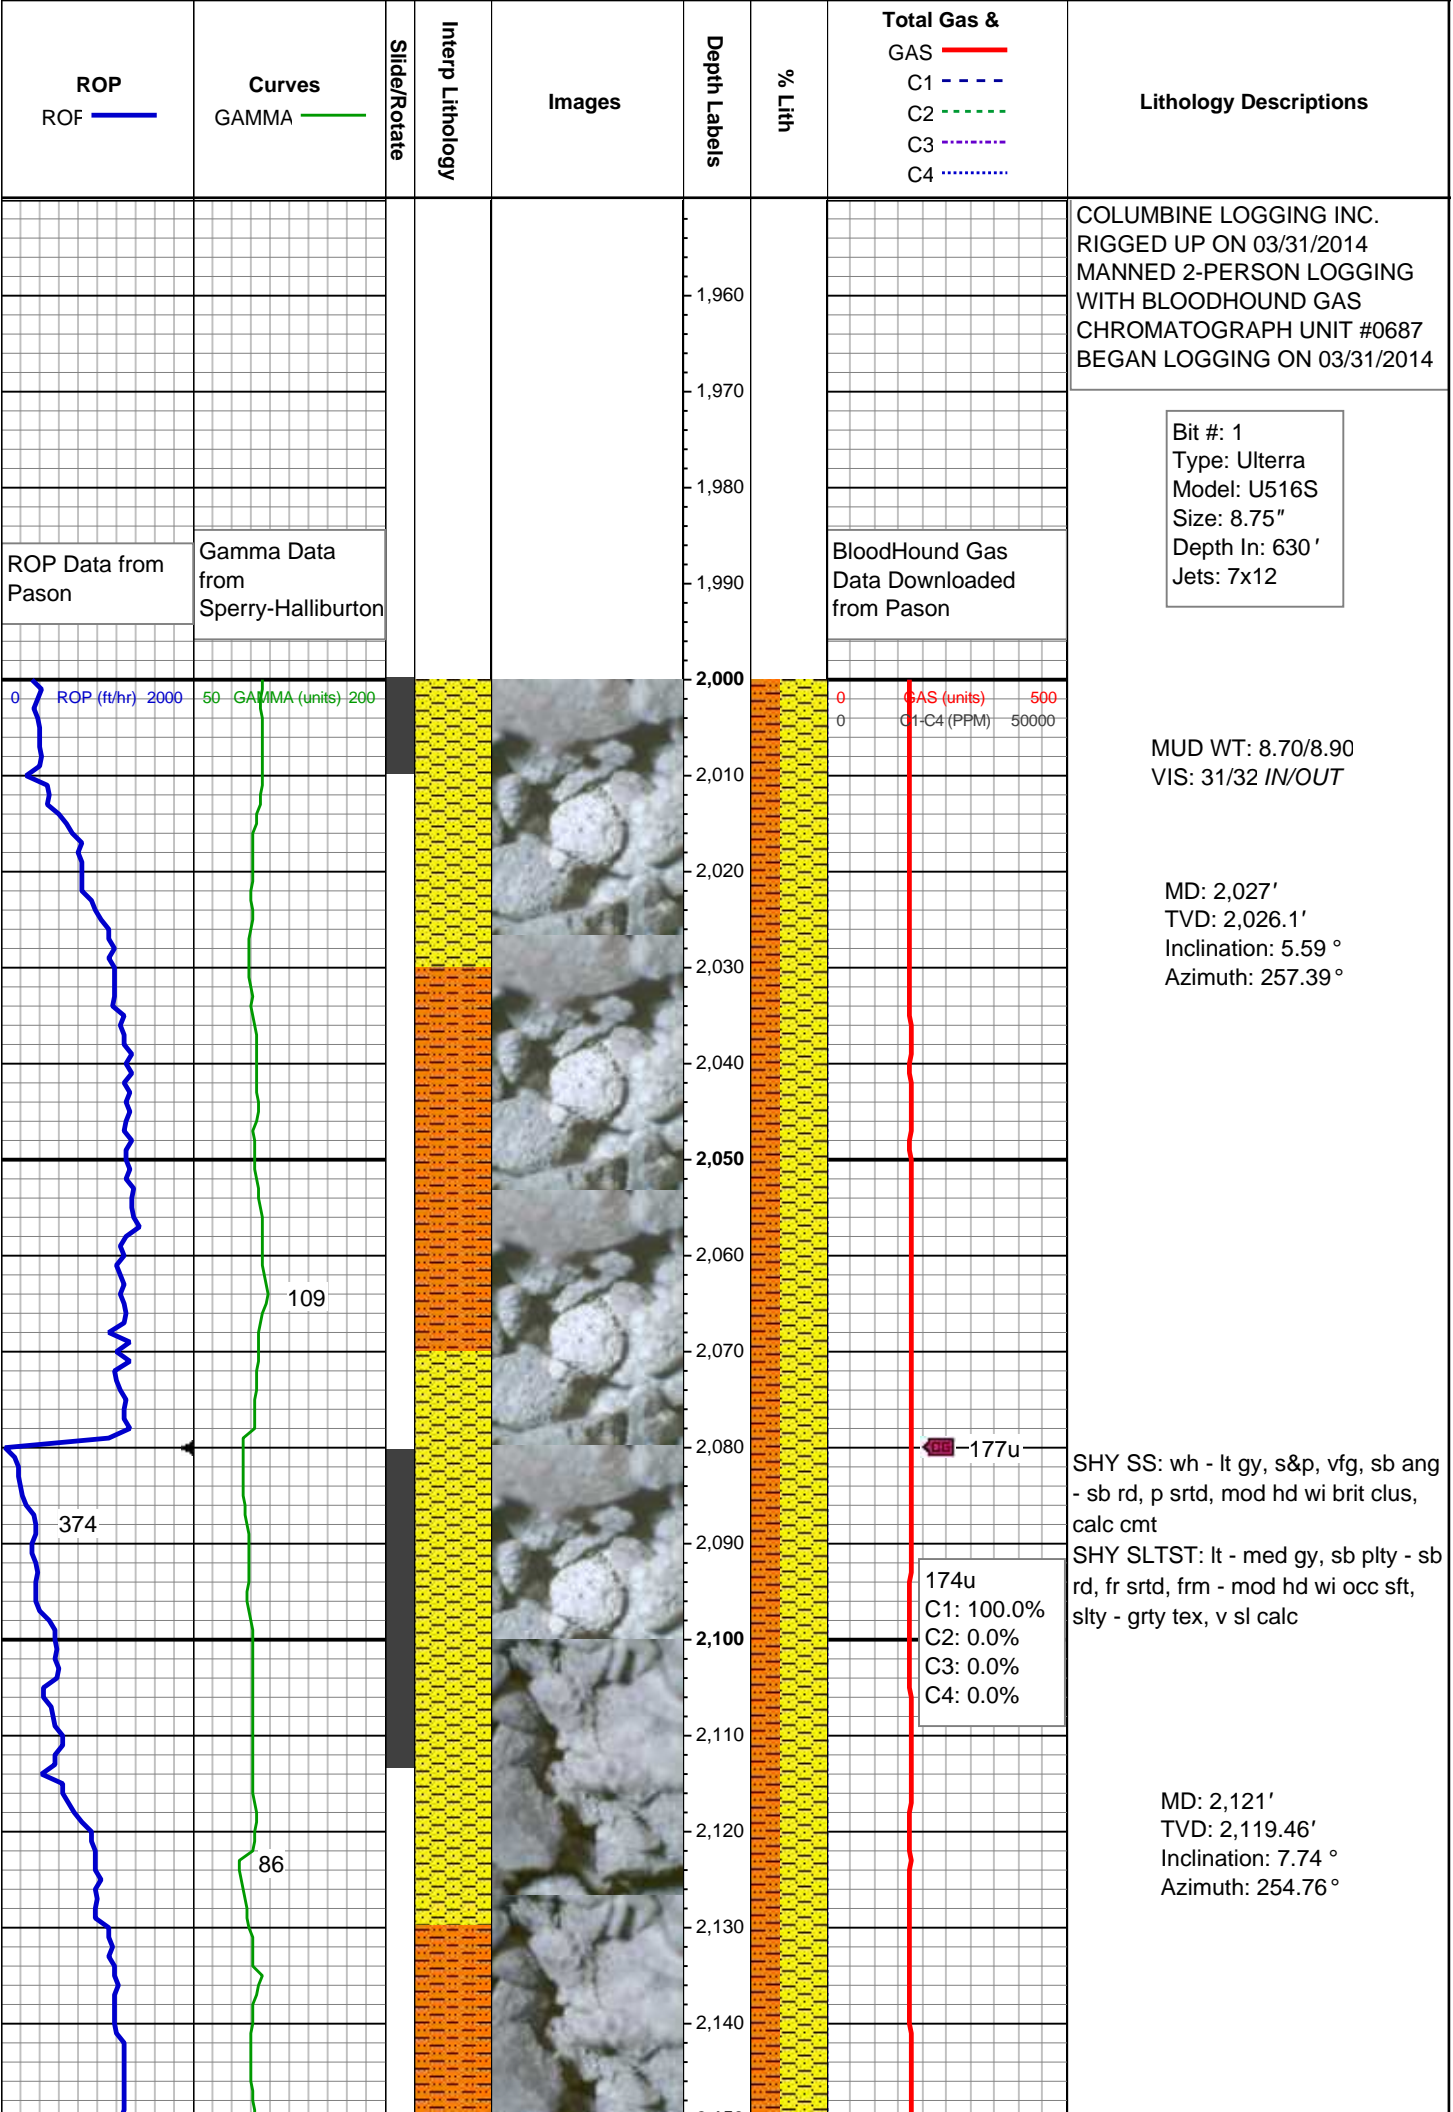 ROP
ROF
Curves
GAMMA
Slide/Rotate
Interp Lithology
Images
Depth Labels
% Lith
Total Gas &
GAS
C1
C2
C3
C4
Lithology Descriptions
COLUMBINE LOGGING INC.
RIGGED UP ON 03/31/2014
MANNED 2-PERSON LOGGING
WITH BLOODHOUND GAS
CHROMATOGRAPH UNIT #0687
BEGAN LOGGING ON 03/31/2014
1,960
1,970
1,980
1,990
Bit #: 1
Type: Ulterra
Model: U516S
Size: 8.75"
Depth In: 630'
Jets: 7x12
ROP Data from
Pason
Gamma Data
from
Sperry-Halliburton
BloodHound Gas
Data Downloaded
from Pason
0 ROP (ft/hr) 2000
50 GAMMA (units) 200
2,000
0 GAS (units) 500
0 C1-C4 (PPM) 50000
MUD WT: 8.70/8.90
VIS: 31/32 IN/OUT
2,010
2,020
MD: 2,027'
TVD: 2,026.1'
Inclination: 5.59 °
Azimuth: 257.39°
2,030
2,040
2,050
2,060
109
2,070
2,080
CG 177u
SHY SS: wh - lt gy, s&p, vfg, sb ang
- sb rd, p srtd, mod hd wi brit clus,
calc cmt
SHY SLTST: lt - med gy, sb plty - sb
rd, fr srtd, frm - mod hd wi occ sft,
slty - grty tex, v sl calc
374
2,090
174u
C1: 100.0%
C2: 0.0%
C3: 0.0%
C4: 0.0%
2,100
2,110
2,120
MD: 2,121'
TVD: 2,119.46'
Inclination: 7.74 °
Azimuth: 254.76°
86
2,130
2,140